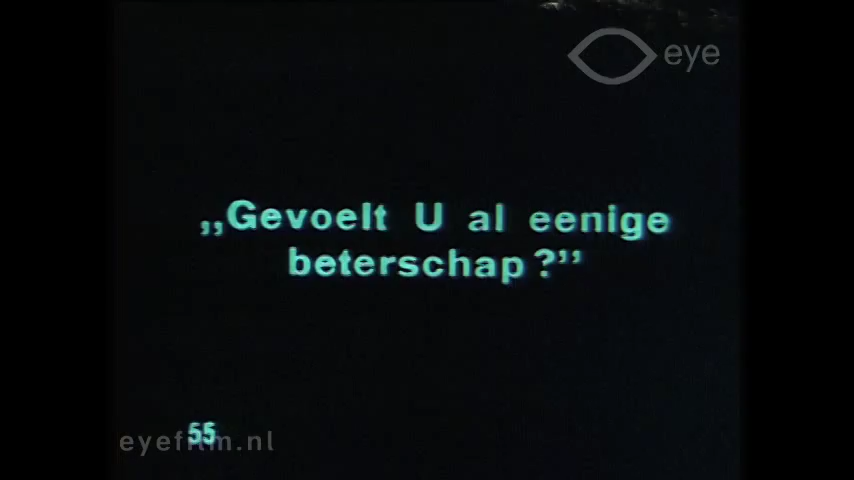 eye
„Gevoelt U al eenige
beterschap?”
55
eyefilm.nl